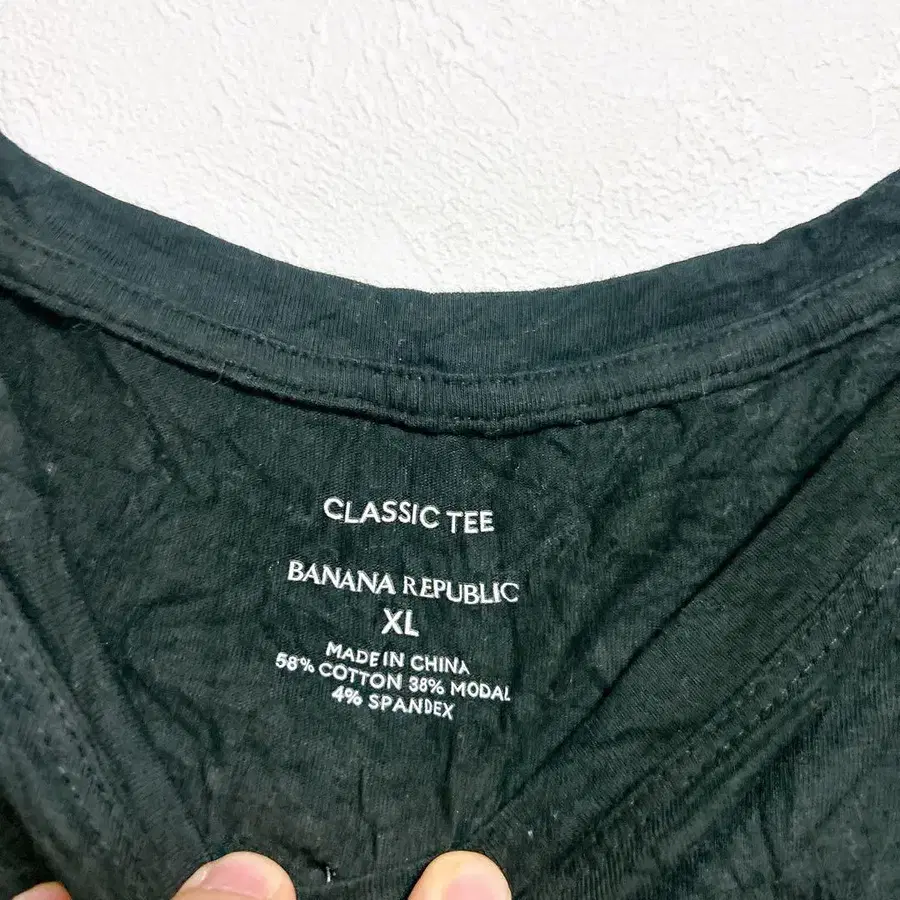 CLASSIC TEE
BANANA REPUBLIC
XL
MADE IN CHINA
58% COTTON 38% MODAL
4% SPANDEX